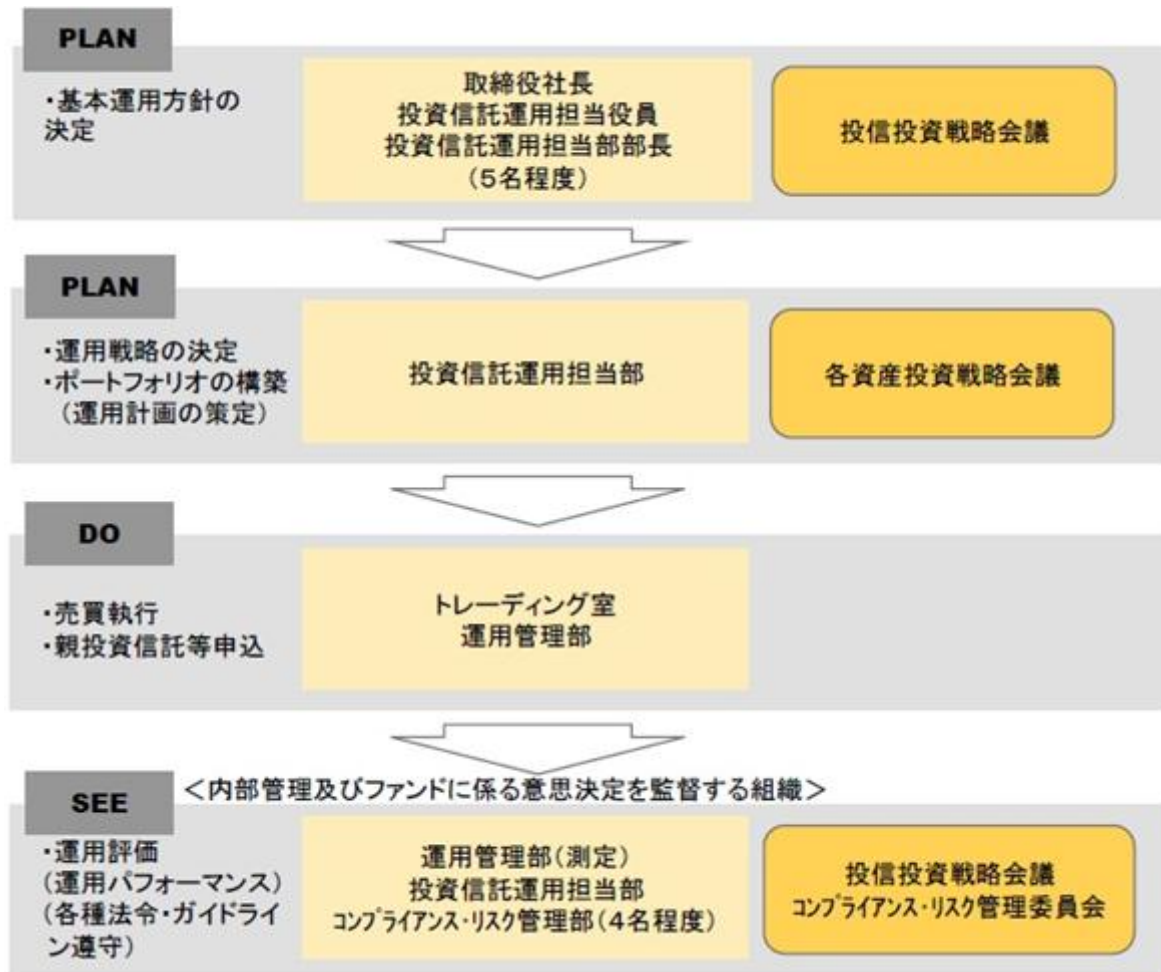 PLAN
・基本運用方針の
決定
取締役社長
投資信託運用担当役員
投資信託運用担当部部長
（５名程度）
投信投資戦略会議
PLAN
・運用戦略の決定
・ポートフォリオの構築
（運用計画の策定）
投資信託運用担当部
各資産投資戦略会議
DO
・売買執行
・親投資信託等申込
トレーディング室
運用管理部
SEE
＜内部管理及びファンドに係る意思決定を監督する組織＞
・運用評価
（運用パフォーマンス）
（各種法令・ガイドライ
ン遵守）
運用管理部（測定）
投資信託運用担当部
ｺﾝﾌﾟﾗｲｱﾝｽ・ﾘｽｸ管理部（４名程度）
投信投資戦略会議
ｺﾝﾌﾟﾗｲｱﾝｽ・ﾘｽｸ管理委員会